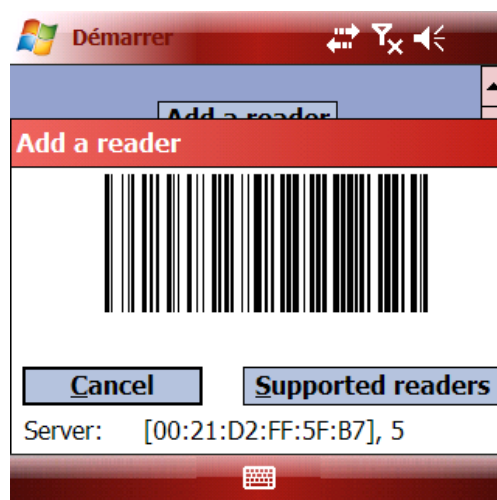 Démarrer
Add a reader
Add a reader
Cancel
Supported readers
Server: [00:21:D2:FF:5F:B7], 5